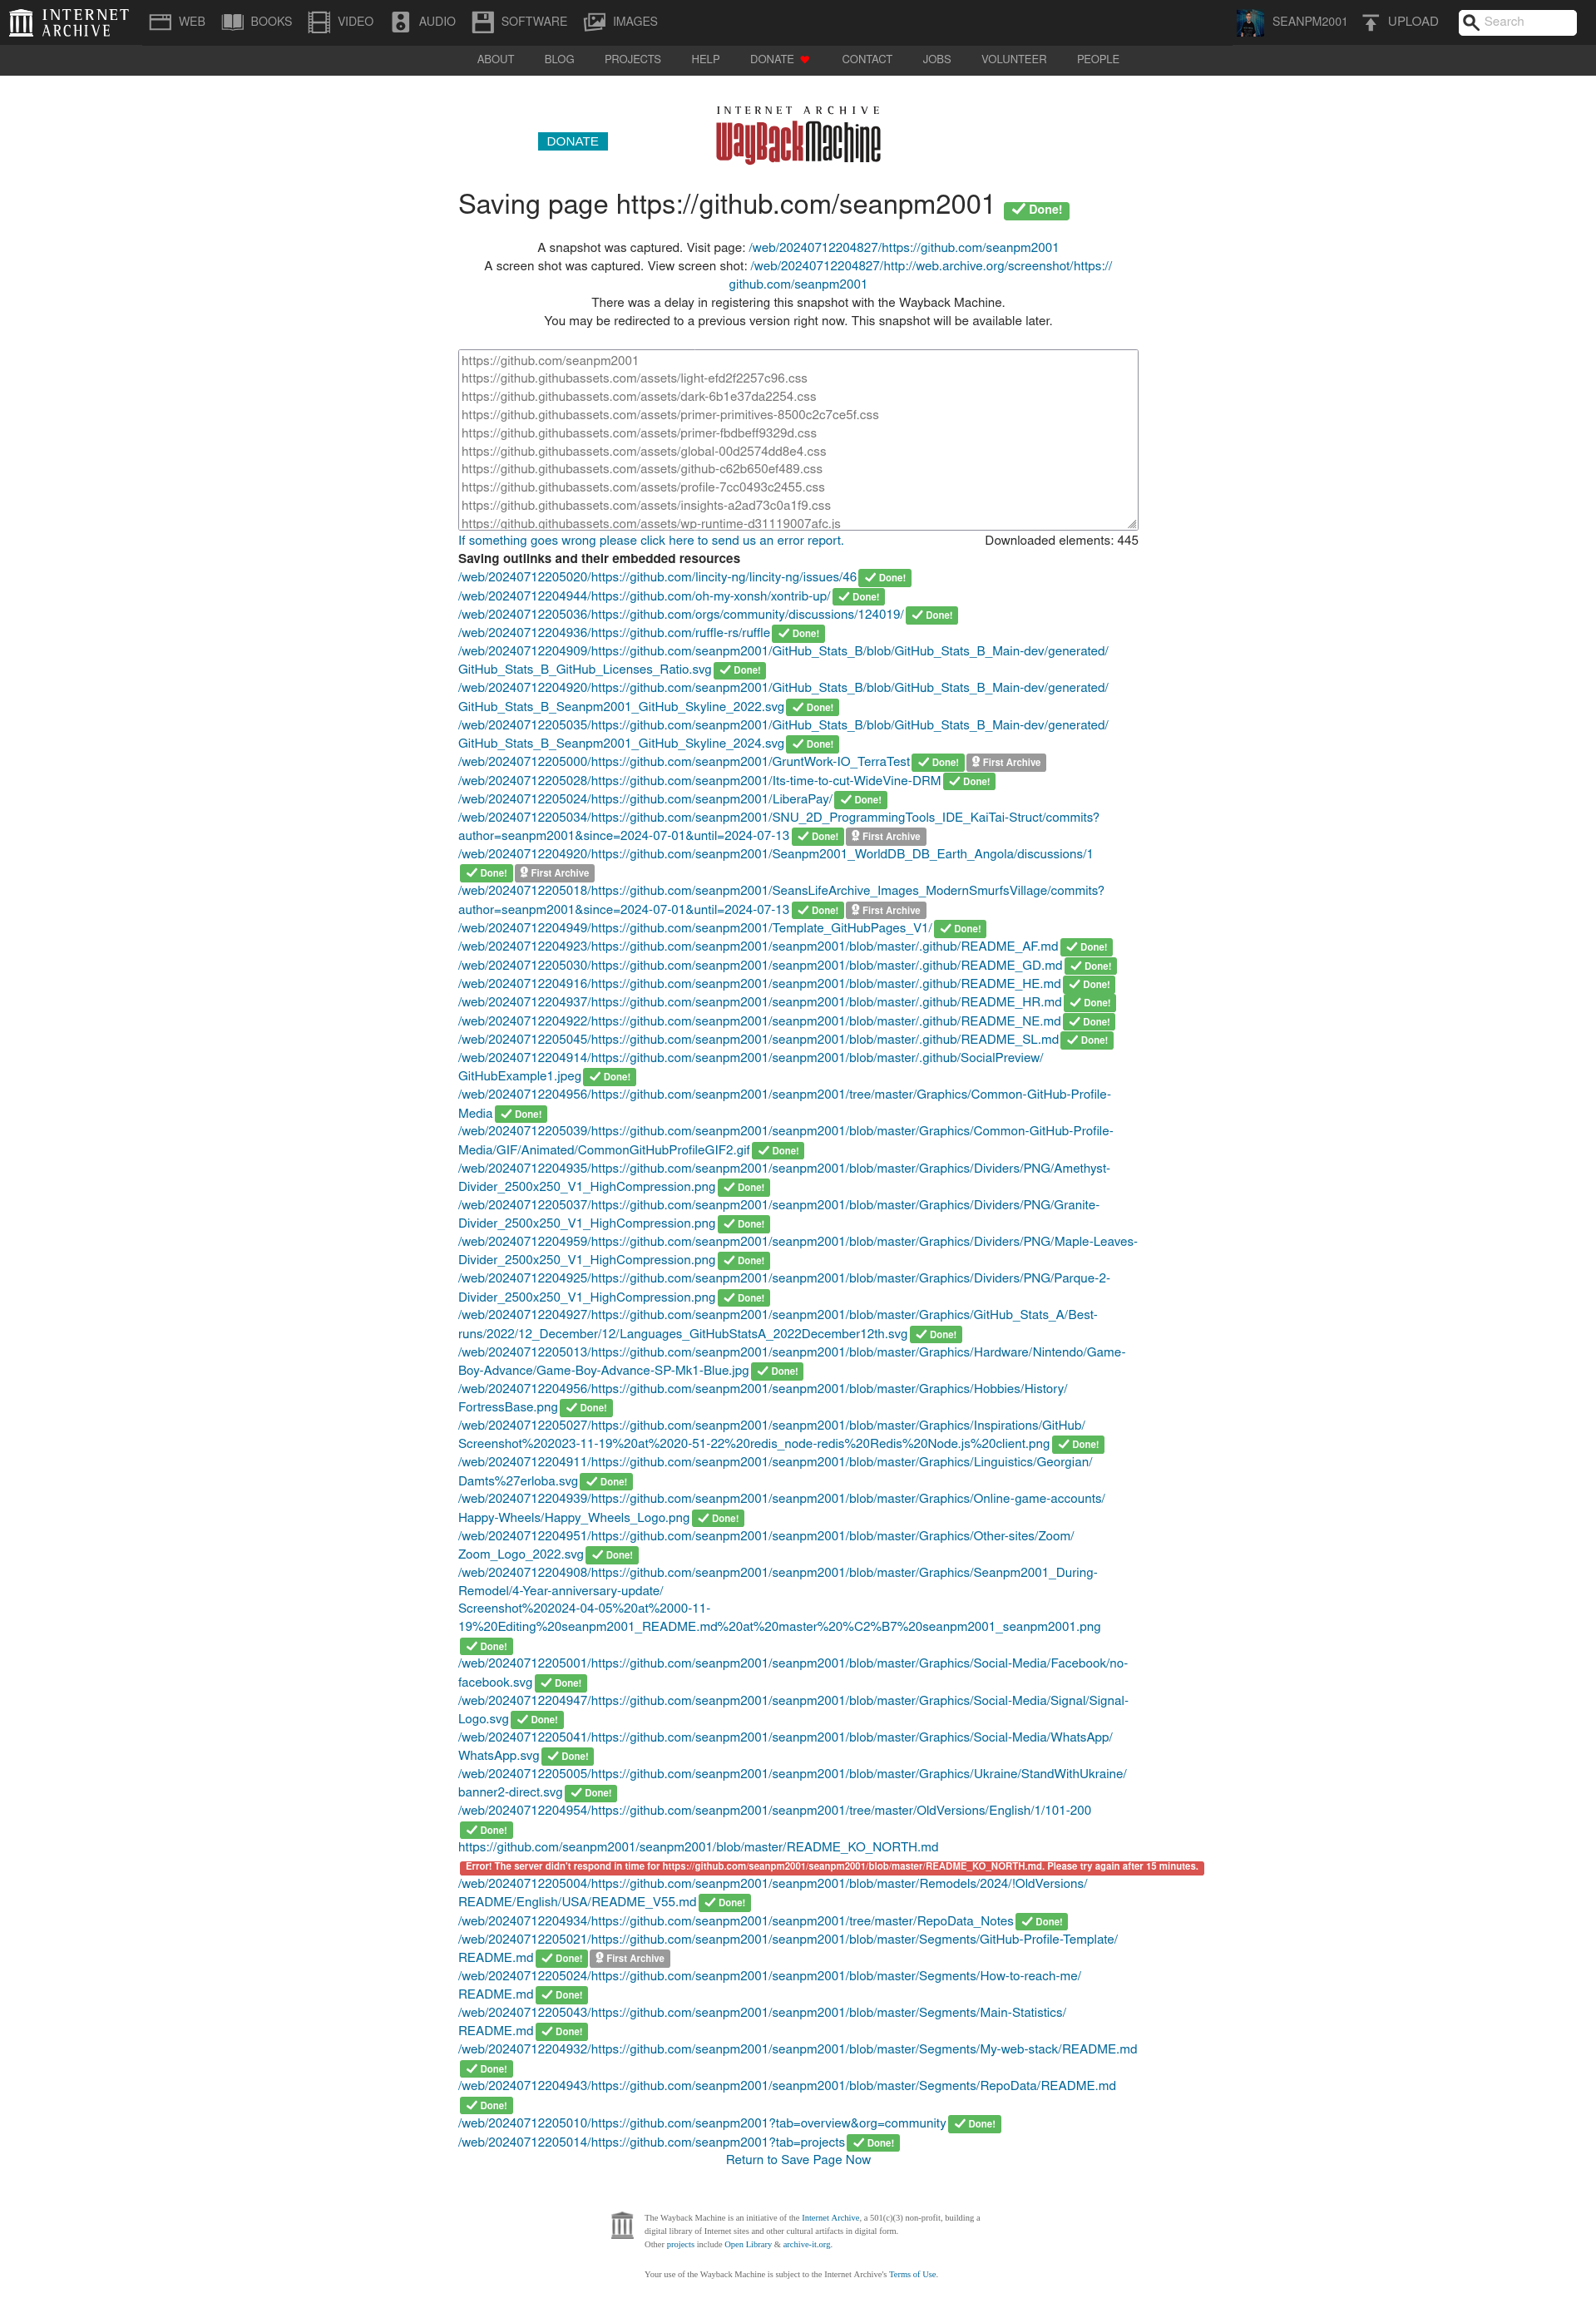 INTERNET ARCHIVE
WEB BOOKS VIDEO AUDIO SOFTWARE IMAGES SEANPM2001 UPLOAD Search
ABOUT BLOG PROJECTS HELP DONATE CONTACT JOBS VOLUNTEER PEOPLE
INTERNET ARCHIVE
DONATE WayBackMachine
Saving page https://github.com/seanpm2001 Done!
A snapshot was captured. Visit page: /web/20240712204827/https://github.com/seanpm2001
A screen shot was captured. View screen shot: /web/20240712204827/http://web.archive.org/screenshot/https://
github.com/seanpm2001
There was a delay in registering this snapshot with the Wayback Machine.
You may be redirected to a previous version right now. This snapshot will be available later.
https://github.com/seanpm2001
https://github.githubassets.com/assets/light-efd2f2257c96.css
https://github.githubassets.com/assets/dark-6b1e37da2254.css
https://github.githubassets.com/assets/primer-primitives-8500c2c7ce5f.css
https://github.githubassets.com/assets/primer-fbdbeff9329d.css
https://github.githubassets.com/assets/global-00d2574dd8e4.css
https://github.githubassets.com/assets/github-c62b650ef489.css
https://github.githubassets.com/assets/profile-7cc0493c2455.css
https://github.githubassets.com/assets/insights-a2ad73c0a1f9.css
https://github.githubassets.com/assets/wp-runtime-d31119007afc.js
If something goes wrong please click here to send us an error report. Downloaded elements: 445
Saving outlinks and their embedded resources
/web/20240712205020/https://github.com/lincity-ng/lincity-ng/issues/46 Done!
/web/20240712204944/https://github.com/oh-my-xonsh/xontrib-up/ Done!
/web/20240712205036/https://github.com/orgs/community/discussions/124019/ Done!
/web/20240712204936/https://github.com/ruffle-rs/ruffle Done!
/web/20240712204909/https://github.com/seanpm2001/GitHub_Stats_B/blob/GitHub_Stats_B_Main-dev/generated/
GitHub_Stats_B_GitHub_Licenses_Ratio.svg Done!
/web/20240712204920/https://github.com/seanpm2001/GitHub_Stats_B/blob/GitHub_Stats_B_Main-dev/generated/
GitHub_Stats_B_Seanpm2001_GitHub_Skyline_2022.svg Done!
/web/20240712205035/https://github.com/seanpm2001/GitHub_Stats_B/blob/GitHub_Stats_B_Main-dev/generated/
GitHub_Stats_B_Seanpm2001_GitHub_Skyline_2024.svg Done!
/web/20240712205000/https://github.com/seanpm2001/GruntWork-IO_TerraTest Done! First Archive
/web/20240712205028/https://github.com/seanpm2001/Its-time-to-cut-WideVine-DRM Done!
/web/20240712205024/https://github.com/seanpm2001/LiberaPay/ Done!
/web/20240712205034/https://github.com/seanpm2001/SNU_2D_ProgrammingTools_IDE_KaiTai-Struct/commits?
author=seanpm2001&since=2024-07-01&until=2024-07-13 Done! First Archive
/web/20240712204920/https://github.com/seanpm2001/Seanpm2001_WorldDB_DB_Earth_Angola/discussions/1
Done! First Archive
/web/20240712205018/https://github.com/seanpm2001/SeansLifeArchive_Images_ModernSmurfsVillage/commits?
author=seanpm2001&since=2024-07-01&until=2024-07-13 Done! First Archive
/web/20240712204949/https://github.com/seanpm2001/Template_GitHubPages_V1/ Done!
/web/20240712204923/https://github.com/seanpm2001/seanpm2001/blob/master/.github/README_AF.md Done!
/web/20240712205030/https://github.com/seanpm2001/seanpm2001/blob/master/.github/README_GD.md Done!
/web/20240712204916/https://github.com/seanpm2001/seanpm2001/blob/master/.github/README_HE.md Done!
/web/20240712204937/https://github.com/seanpm2001/seanpm2001/blob/master/.github/README_HR.md Done!
/web/20240712204922/https://github.com/seanpm2001/seanpm2001/blob/master/.github/README_NE.md Done!
/web/20240712205045/https://github.com/seanpm2001/seanpm2001/blob/master/.github/README_SL.md Done!
/web/20240712204914/https://github.com/seanpm2001/seanpm2001/blob/master/.github/SocialPreview/
GitHubExample1.jpeg Done!
/web/20240712204956/https://github.com/seanpm2001/seanpm2001/tree/master/Graphics/Common-GitHub-Profile-
Media Done!
/web/20240712205039/https://github.com/seanpm2001/seanpm2001/blob/master/Graphics/Common-GitHub-Profile-
Media/GIF/Animated/CommonGitHubProfileGIF2.gif Done!
/web/20240712204935/https://github.com/seanpm2001/seanpm2001/blob/master/Graphics/Dividers/PNG/Amethyst-
Divider_2500x250_V1_HighCompression.png Done!
/web/20240712205037/https://github.com/seanpm2001/seanpm2001/blob/master/Graphics/Dividers/PNG/Granite-
Divider_2500x250_V1_HighCompression.png Done!
/web/20240712204959/https://github.com/seanpm2001/seanpm2001/blob/master/Graphics/Dividers/PNG/Maple-Leaves-
Divider_2500x250_V1_HighCompression.png Done!
/web/20240712204925/https://github.com/seanpm2001/seanpm2001/blob/master/Graphics/Dividers/PNG/Parque-2-
Divider_2500x250_V1_HighCompression.png Done!
/web/20240712204927/https://github.com/seanpm2001/seanpm2001/blob/master/Graphics/GitHub_Stats_A/Best-
runs/2022/12_December/12/Languages_GitHubStatsA_2022December12th.svg Done!
/web/20240712205013/https://github.com/seanpm2001/seanpm2001/blob/master/Graphics/Hardware/Nintendo/Game-
Boy-Advance/Game-Boy-Advance-SP-Mk1-Blue.jpg Done!
/web/20240712204956/https://github.com/seanpm2001/seanpm2001/blob/master/Graphics/Hobbies/History/
FortressBase.png Done!
/web/20240712205027/https://github.com/seanpm2001/seanpm2001/blob/master/Graphics/Inspirations/GitHub/
Screenshot%202023-11-19%20at%2020-51-22%20redis_node-redis%20Redis%20Node.js%20client.png Done!
/web/20240712204911/https://github.com/seanpm2001/seanpm2001/blob/master/Graphics/Linguistics/Georgian/
Damts%27erloba.svg Done!
/web/20240712204939/https://github.com/seanpm2001/seanpm2001/blob/master/Graphics/Online-game-accounts/
Happy-Wheels/Happy_Wheels_Logo.png Done!
/web/20240712204951/https://github.com/seanpm2001/seanpm2001/blob/master/Graphics/Other-sites/Zoom/
Zoom_Logo_2022.svg Done!
/web/20240712204908/https://github.com/seanpm2001/seanpm2001/blob/master/Graphics/Seanpm2001_During-
Remodel/4-Year-anniversary-update/
Screenshot%202024-04-05%20at%2000-11-
19%20Editing%20seanpm2001_README.md%20at%20master%20%C2%B7%20seanpm2001_seanpm2001.png
Done!
/web/20240712205001/https://github.com/seanpm2001/seanpm2001/blob/master/Graphics/Social-Media/Facebook/no-
facebook.svg Done!
/web/20240712204947/https://github.com/seanpm2001/seanpm2001/blob/master/Graphics/Social-Media/Signal/Signal-
Logo.svg Done!
/web/20240712205041/https://github.com/seanpm2001/seanpm2001/blob/master/Graphics/Social-Media/WhatsApp/
WhatsApp.svg Done!
/web/20240712205005/https://github.com/seanpm2001/seanpm2001/blob/master/Graphics/Ukraine/StandWithUkraine/
banner2-direct.svg Done!
/web/20240712204954/https://github.com/seanpm2001/seanpm2001/tree/master/OldVersions/English/1/101-200
Done!
https://github.com/seanpm2001/seanpm2001/blob/master/README_KO_NORTH.md
Error! The server didn't respond in time for https://github.com/seanpm2001/seanpm2001/blob/master/README_KO_NORTH.md. Please try again after 15 minutes.
/web/20240712205004/https://github.com/seanpm2001/seanpm2001/blob/master/Remodels/2024/!OldVersions/
README/English/USA/README_V55.md Done!
/web/20240712204934/https://github.com/seanpm2001/seanpm2001/tree/master/RepoData_Notes Done!
/web/20240712205021/https://github.com/seanpm2001/seanpm2001/blob/master/Segments/GitHub-Profile-Template/
README.md Done! First Archive
/web/20240712205024/https://github.com/seanpm2001/seanpm2001/blob/master/Segments/How-to-reach-me/
README.md Done!
/web/20240712205043/https://github.com/seanpm2001/seanpm2001/blob/master/Segments/Main-Statistics/
README.md Done!
/web/20240712204932/https://github.com/seanpm2001/seanpm2001/blob/master/Segments/My-web-stack/README.md
Done!
/web/20240712204943/https://github.com/seanpm2001/seanpm2001/blob/master/Segments/RepoData/README.md
Done!
/web/20240712205010/https://github.com/seanpm2001?tab=overview&org=community Done!
/web/20240712205014/https://github.com/seanpm2001?tab=projects Done!
Return to Save Page Now
The Wayback Machine is an initiative of the Internet Archive, a 501(c)(3) non-profit, building a
digital library of Internet sites and other cultural artifacts in digital form.
Other projects include Open Library & archive-it.org.
Your use of the Wayback Machine is subject to the Internet Archive's Terms of Use.